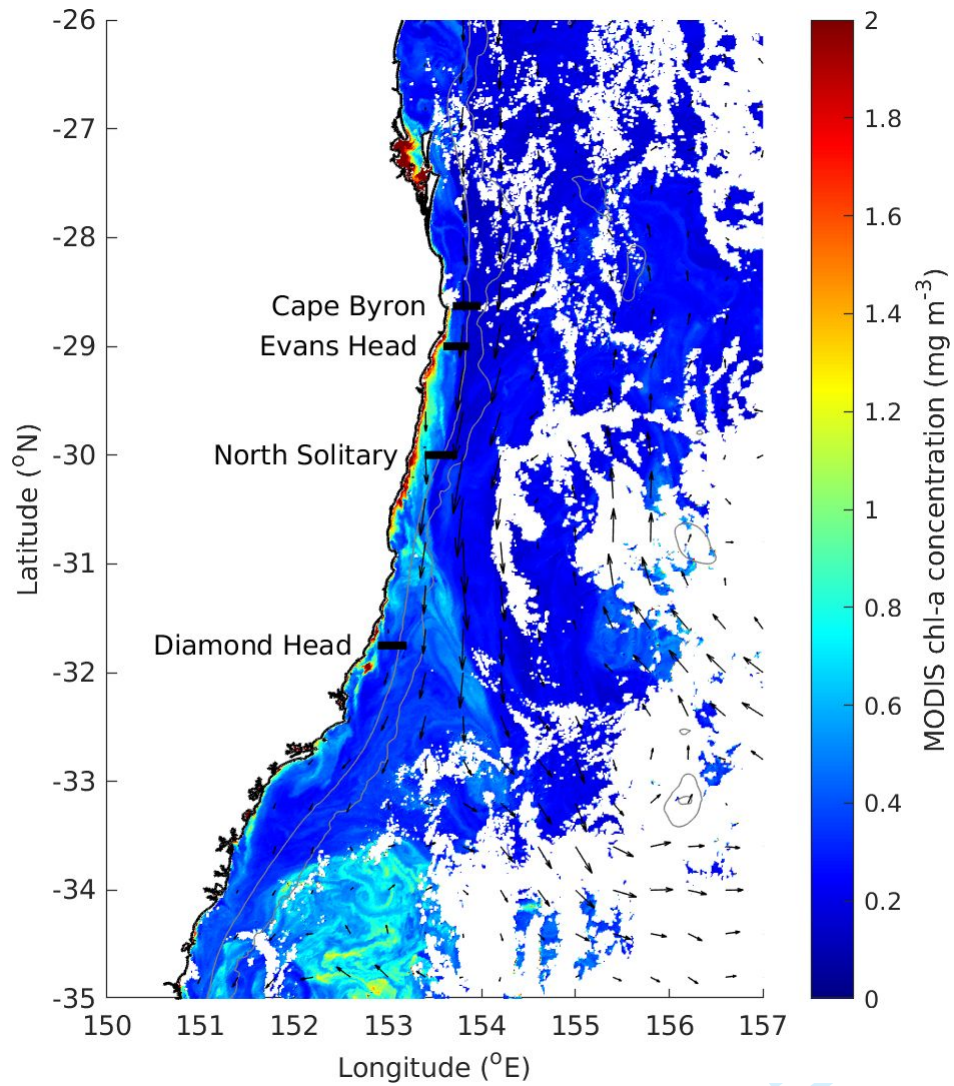 -26
-27
-28
-29
-30
-31
-32
-33
-34
-35
Latitude (°N)
Cape Byron
Evans Head
North Solitary
Diamond Head
150 151 152 153 154 155 156 157
Longitude (°E)
2
1.8
1.6
1.4
1.2
1
0.8
0.6
0.4
0.2
0
MODIS chl-a concentration (mg m⁻³)